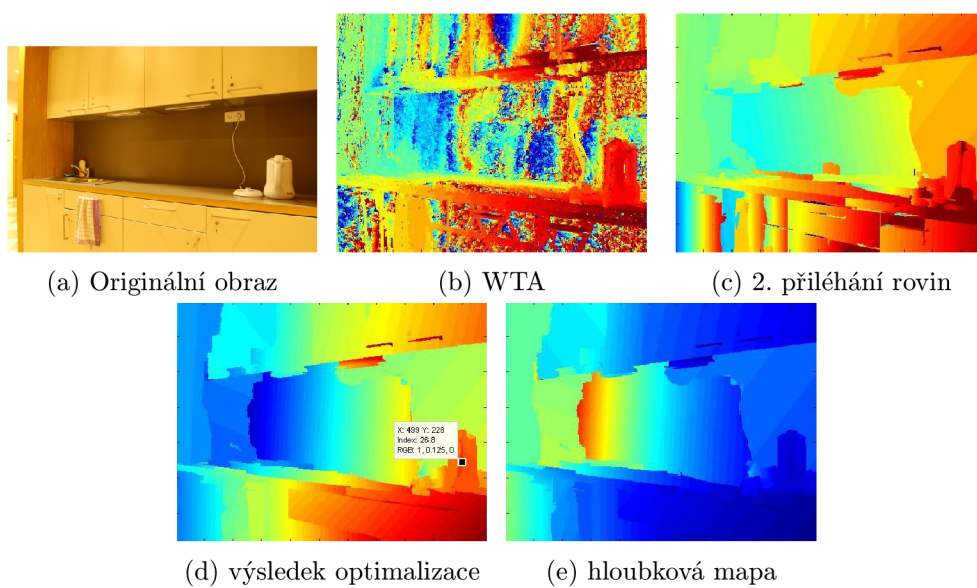 (a) Originální obraz
(b) WTA
(c) 2. přiléhání rovin
X: 499 Y: 228
Index: 26.8
RGB: 1, 0.125, 0
(d) výsledek optimalizace
(e) hloubková mapa